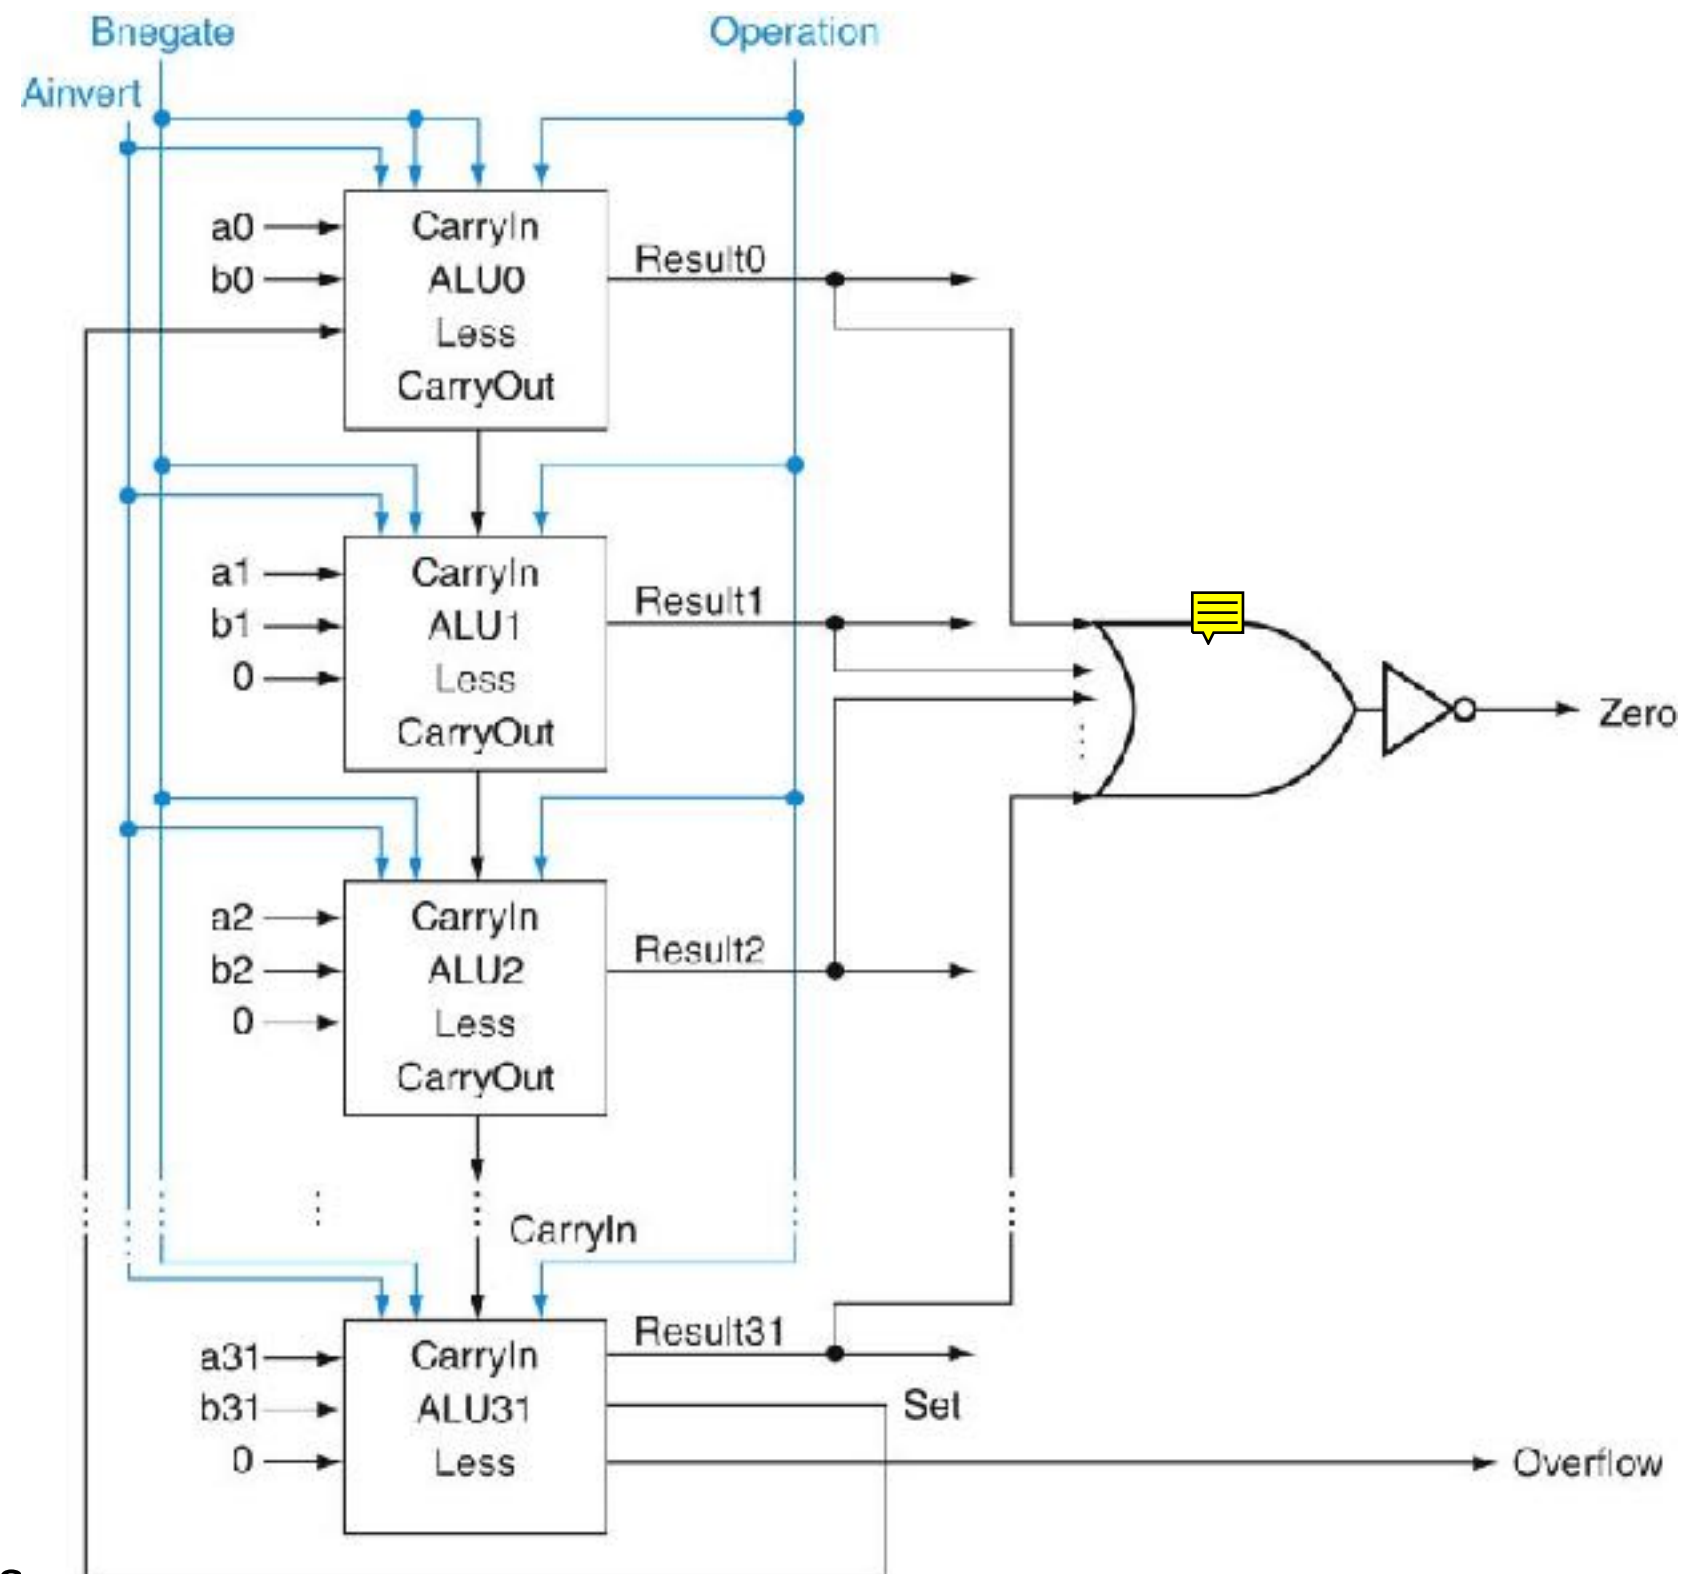 Bnegate
Operation
Ainvert
a0
CarryIn
Result0
b0
ALU0
Less
CarryOut
a1
CarryIn
Result1
b1
ALU1
0
Less
CarryOut
Zero
a2
CarryIn
Result2
b2
ALU2
0
Less
CarryOut
CarryIn
Result31
a31
CarryIn
b31
ALU31
Set
0
Less
Overflow